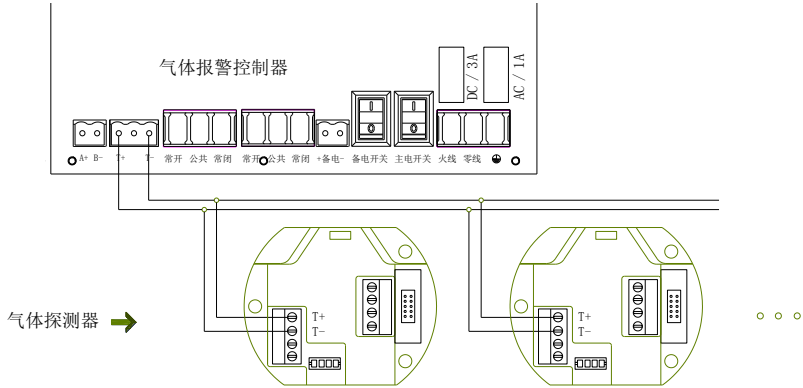 气体报警控制器
DC / 3A
AC / 1A
A+ B- T+ T- 常开 公共 常闭 常开 公共 常闭 +备电- 备电开关 主电开关 火线 零线
气体探测器
T+
T-
T+
T-